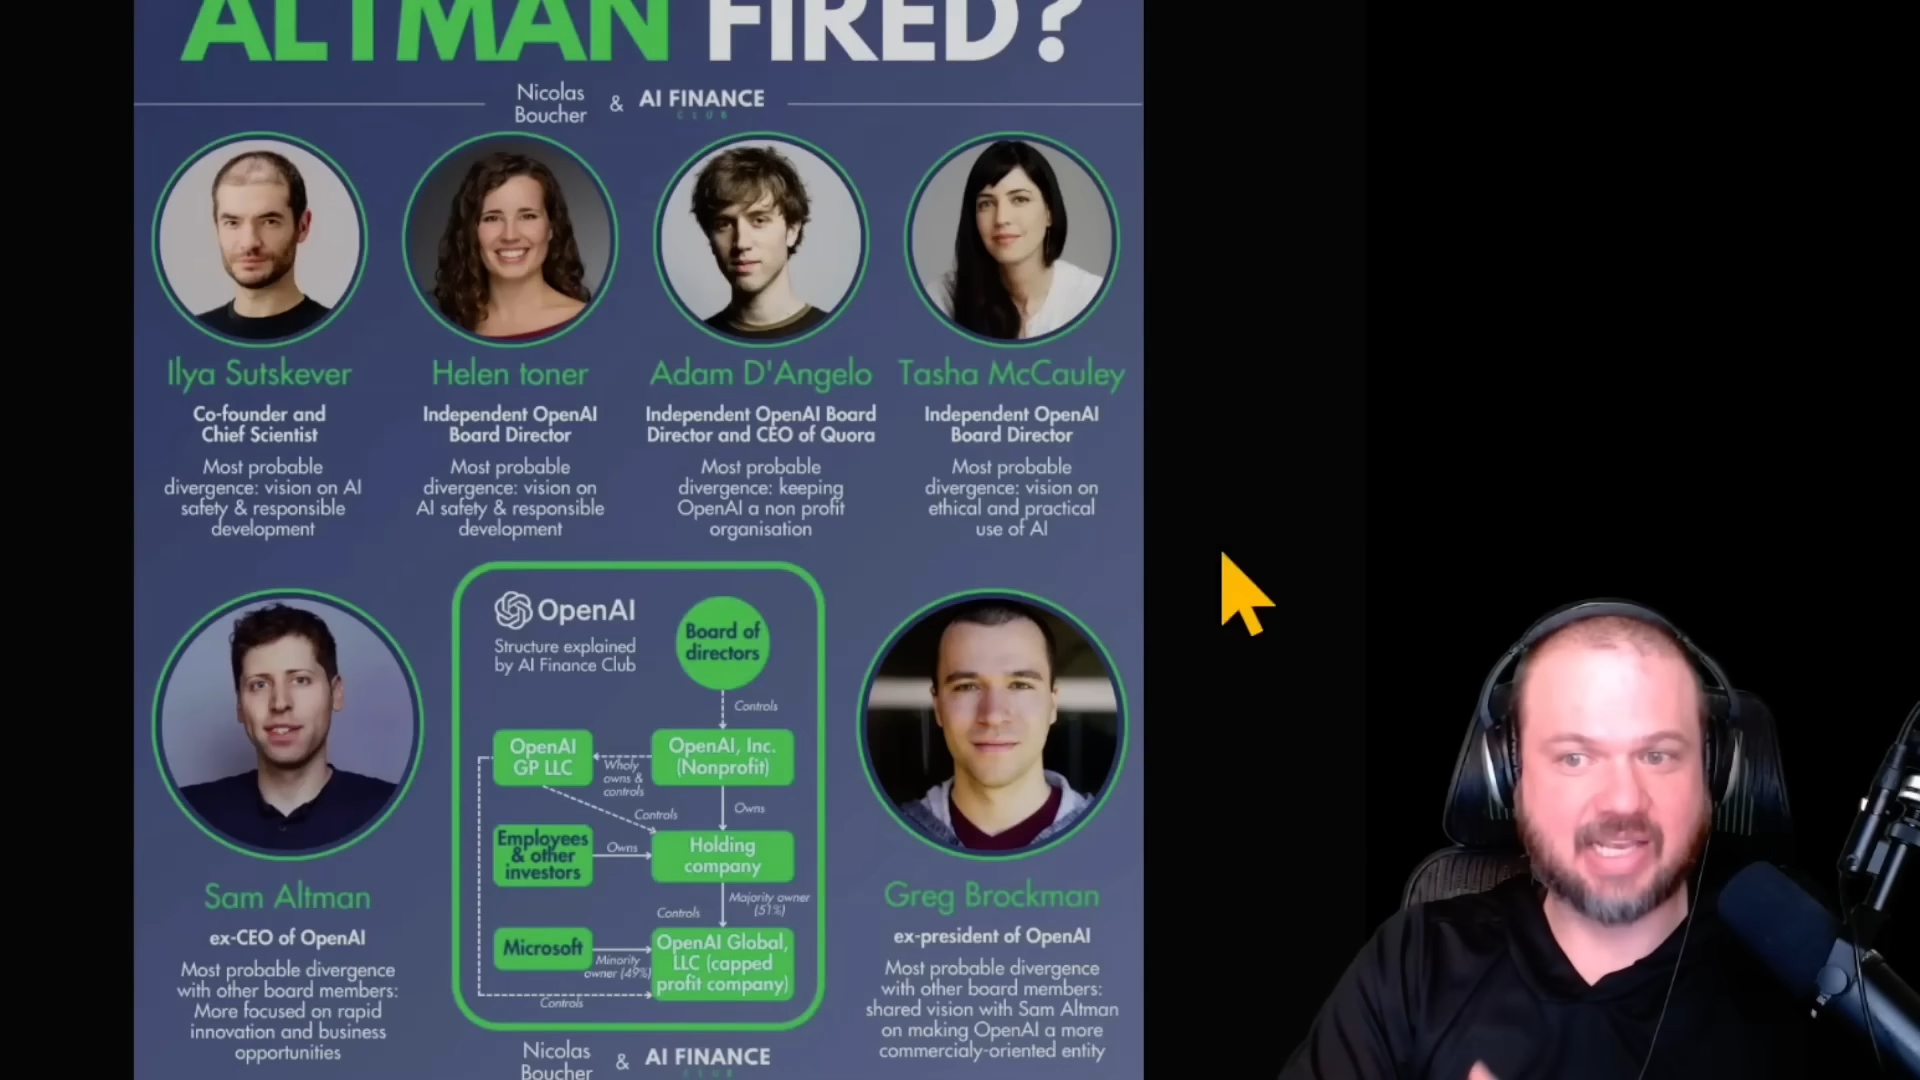 ALTMAN FIRED?
Nicolas
Boucher
& AI FINANCE
CLUB
Ilya Sutskever
Co-founder and
Chief Scientist
Most probable
divergence: vision on AI
safety & responsible
development
Helen toner
Independent OpenAI
Board Director
Most probable
divergence: vision on
AI safety & responsible
development
Adam D'Angelo
Independent OpenAI Board
Director and CEO of Quora
Most probable
divergence: keeping
OpenAI a non profit
organisation
Tasha McCauley
Independent OpenAI
Board Director
Most probable
divergence: vision on
ethical and practical
use of AI
Sam Altman
ex-CEO of OpenAI
Most probable divergence
with other board members:
More focused on rapid
innovation and business
opportunities
OpenAI
Structure explained
by AI Finance Club
Board of
directors
Controls
OpenAI
GP LLC
Wholy
owns &
controls
OpenAI, Inc.
(Nonprofit)
Controls
Owns
Employees
& other
investors
Owns
Holding
company
Controls
Majority owner
(51%)
Microsoft
Minority
owner (49%)
OpenAI Global,
LLC (capped
profit company)
Controls
Greg Brockman
ex-president of OpenAI
Most probable divergence
with other board members:
shared vision with Sam Altman
on making OpenAI a more
commercialy-oriented entity
Nicolas
Boucher
& AI FINANCE
CLUB